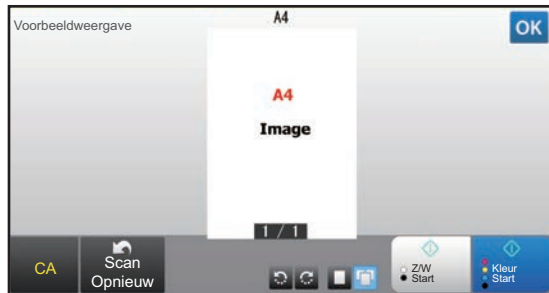 Voorbeeldweergave
A4
OK
A4
Image
1 / 1
CA
Scan
Opnieuw
Z/W
Start
Kleur
Start